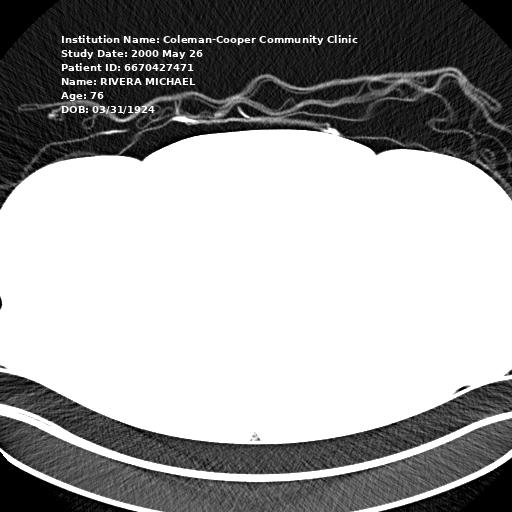 Institution Name: Coleman-Cooper Community Clinic
Study Date: 2000 May 26
Patient ID: 6670427471
Name: RIVERA MICHAEL
Age: 76
DOB: 03/31/1924